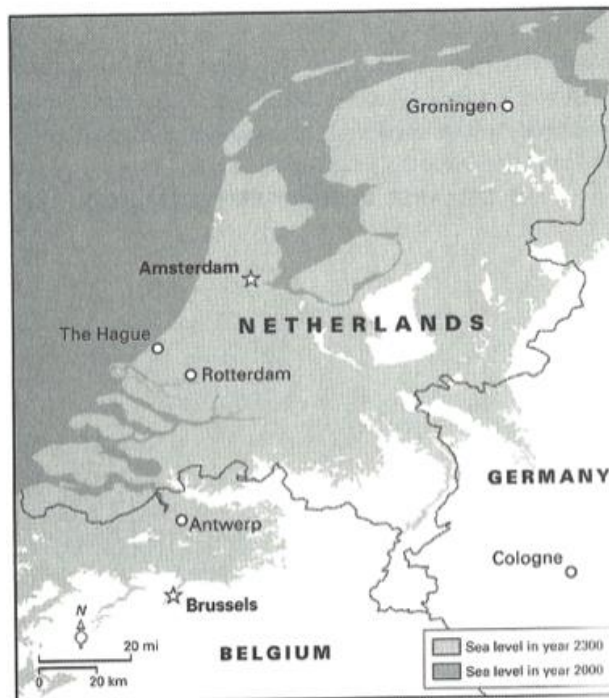 Groningen
Amsterdam
NETHERLANDS
The Hague
Rotterdam
GERMANY
Antwerp
Cologne
N
Brussels
20 mi
BELGIUM
0
20 km
Sea level in year 2300
Sea level in year 2000